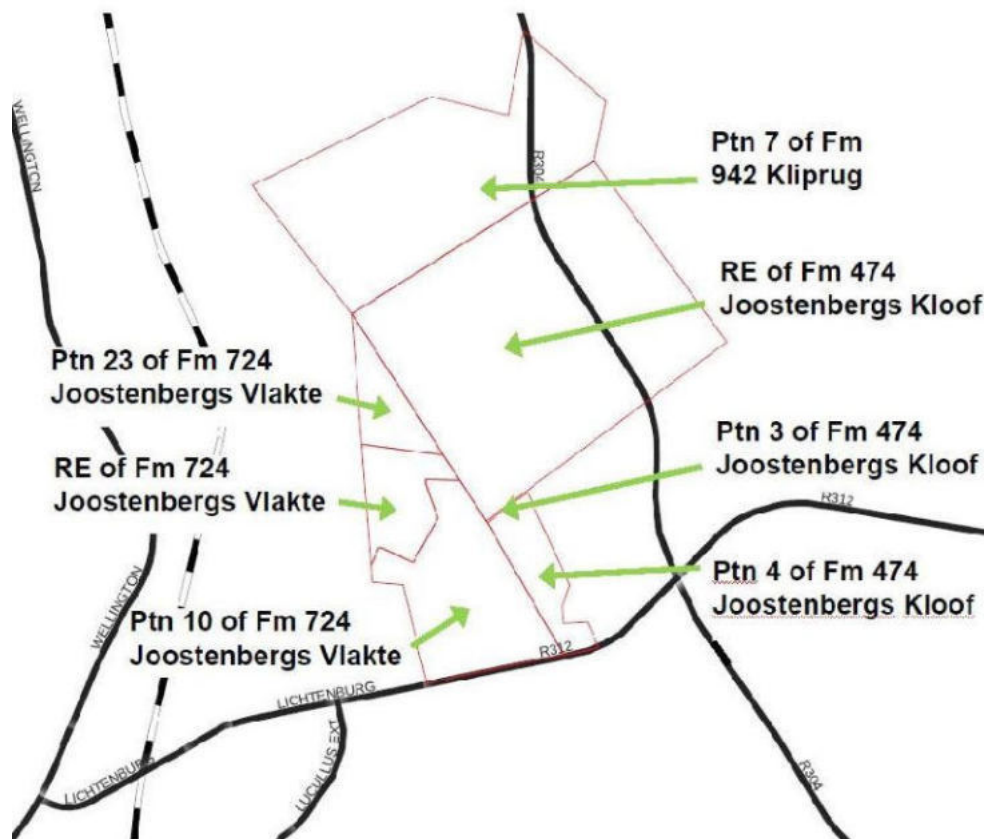 WELLINGTON
R304
Ptn 7 of Fm
942 Kliprug
RE of Fm 474
Joostenbergs Kloof
Ptn 23 of Fm 724
Joostenbergs Vlakte
Ptn 3 of Fm 474
Joostenbergs Kloof
RE of Fm 724
Joostenbergs Vlakte
R312
Ptn 4 of Fm 474
Joostenbergs Kloof
WELLINGTON
Ptn 10 of Fm 724
Joostenbergs Vlakte
R312
LICHTENBURG
LICHTENBURG
LUCULLUS EXT
R304